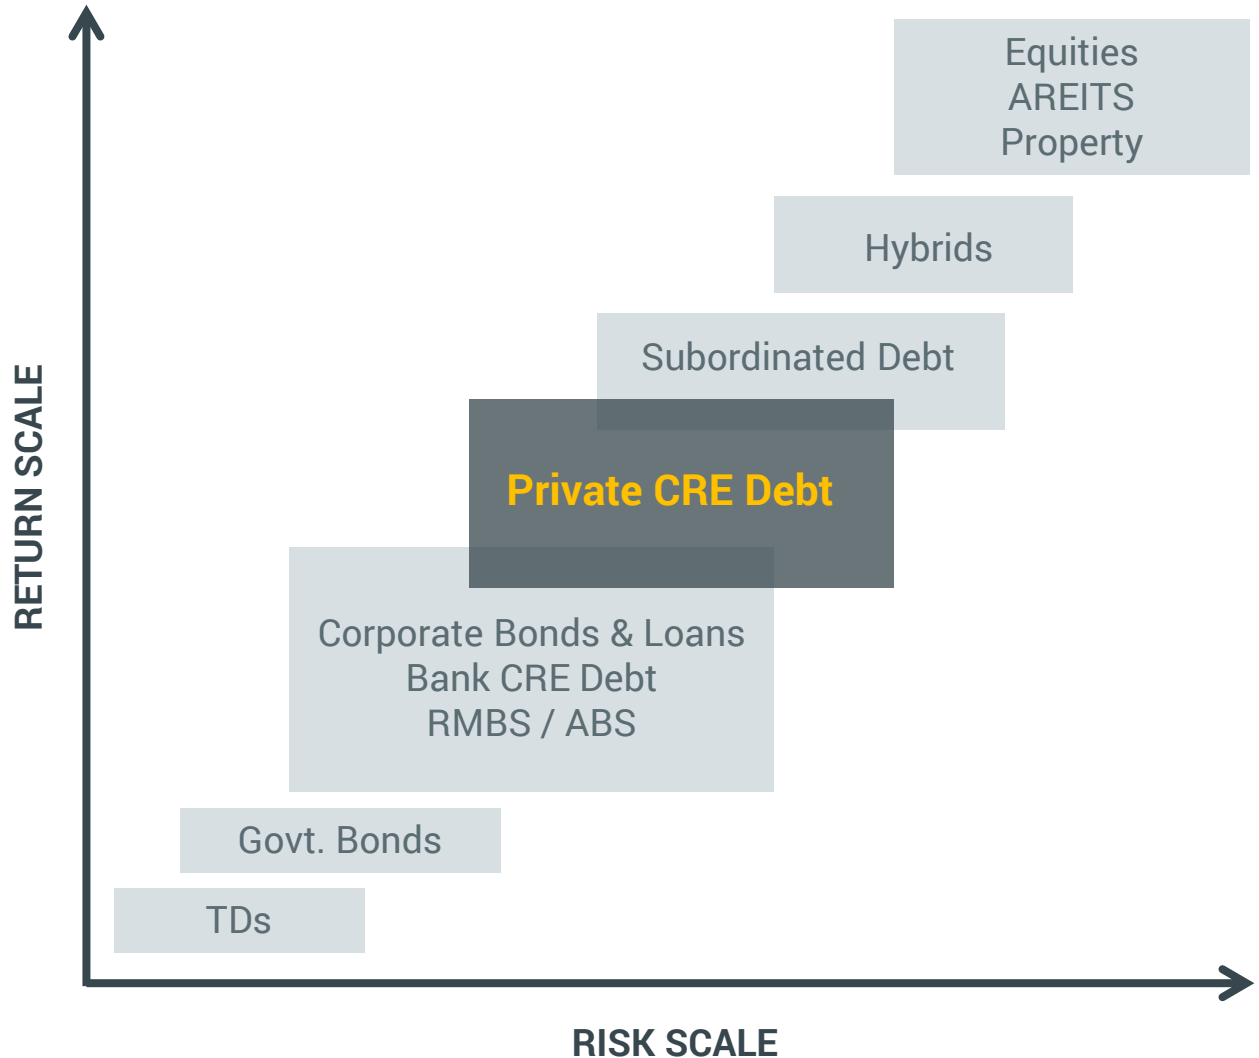 Equities
AREITS
Property
Hybrids
Subordinated Debt
Private CRE Debt
Corporate Bonds & Loans
Bank CRE Debt
RMBS / ABS
Govt. Bonds
TDs
RETURN SCALE
RISK SCALE